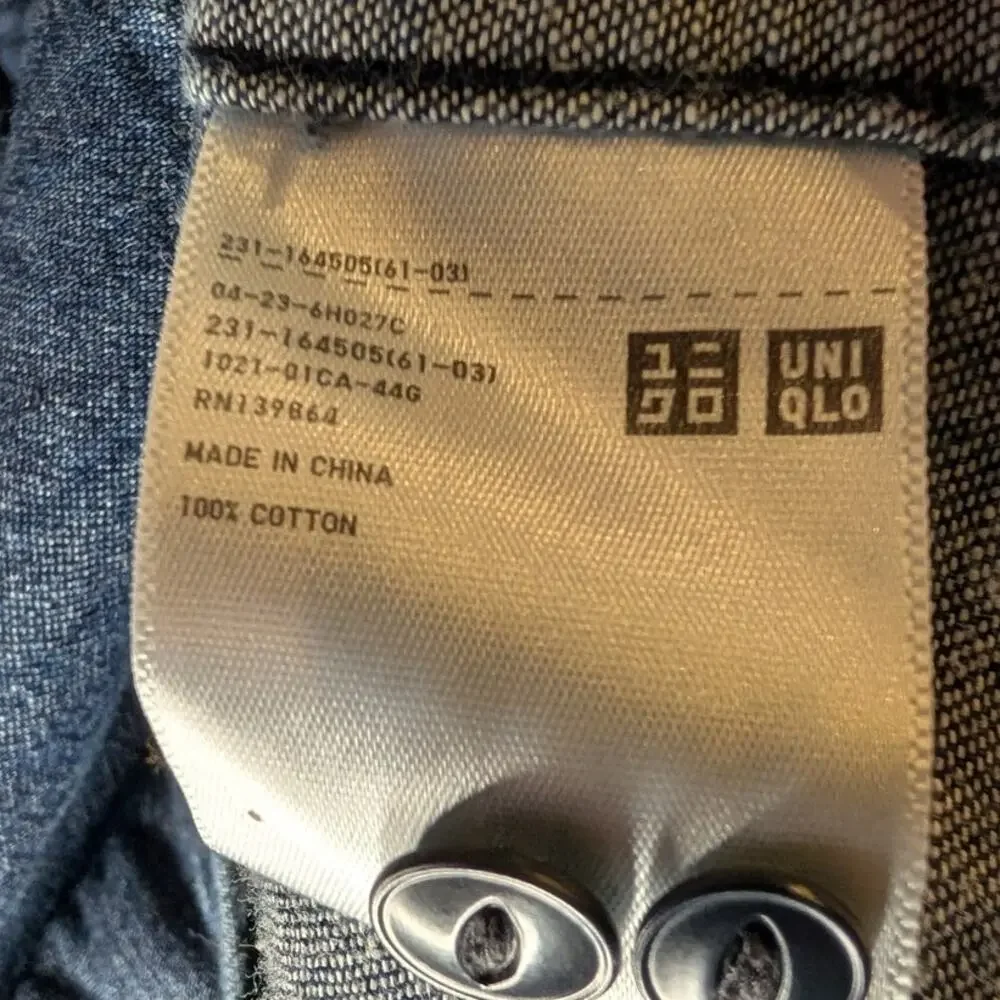 231-164505(61-03)
04-23-6H027C
231-164505(61-03)
1021-01CA-44G
RN139864
MADE IN CHINA
100% COTTON
ユニ
クロ
UNI
QLO